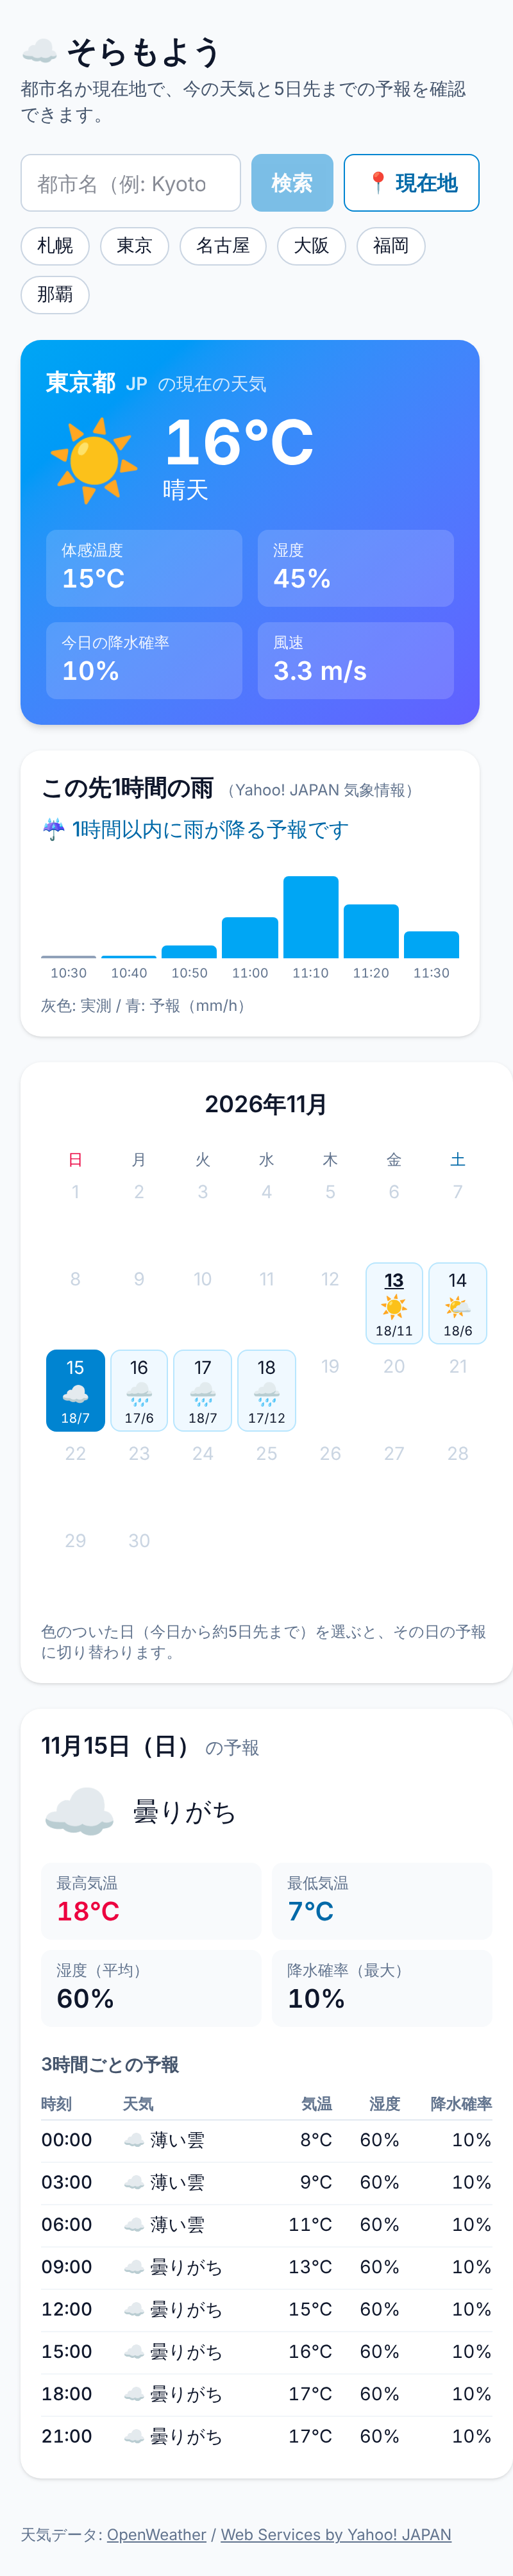 ☁️ そらもよう
都市名か現在地で、今の天気と5日先までの予報を確認
できます。
都市名（例: Kyoto 検索 📍 現在地
札幌 東京 名古屋 大阪 福岡
那覇
東京都 JP の現在の天気
16°C
晴天
体感温度 湿度
15°C 45%
今日の降水確率 風速
10% 3.3 m/s
この先1時間の雨 （Yahoo! JAPAN 気象情報）
☔ 1時間以内に雨が降る予報です
10:30 10:40 10:50 11:00 11:10 11:20 11:30
灰色: 実測 / 青: 予報（mm/h）
2026年11月
日 月 火 水 木 金 土
1 2 3 4 5 6 7
8 9 10 11 12 13 14
18/11 18/6
15 16 17 18 19 20 21
18/7 17/6 18/7 17/12
22 23 24 25 26 27 28
29 30
色のついた日（今日から約5日先まで）を選ぶと、その日の予報
に切り替わります。
11月15日（日） の予報
曇りがち
最高気温 最低気温
18°C 7°C
湿度（平均） 降水確率（最大）
60% 10%
3時間ごとの予報
時刻 天気 気温 湿度 降水確率
00:00 ☁️ 薄い雲 8°C 60% 10%
03:00 ☁️ 薄い雲 9°C 60% 10%
06:00 ☁️ 薄い雲 11°C 60% 10%
09:00 ☁️ 曇りがち 13°C 60% 10%
12:00 ☁️ 曇りがち 15°C 60% 10%
15:00 ☁️ 曇りがち 16°C 60% 10%
18:00 ☁️ 曇りがち 17°C 60% 10%
21:00 ☁️ 曇りがち 17°C 60% 10%
天気データ: OpenWeather / Web Services by Yahoo! JAPAN